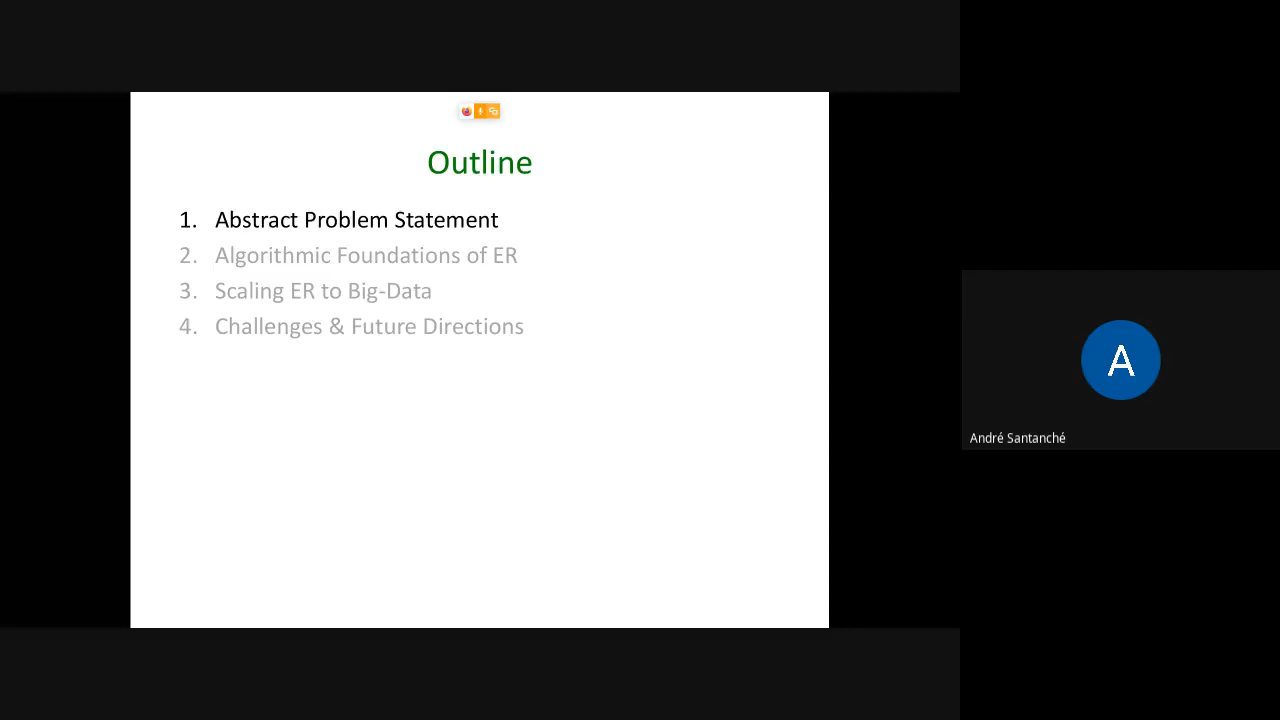 Outline
1. Abstract Problem Statement
2. Algorithmic Foundations of ER
3. Scaling ER to Big-Data
4. Challenges & Future Directions
A
André Santanché